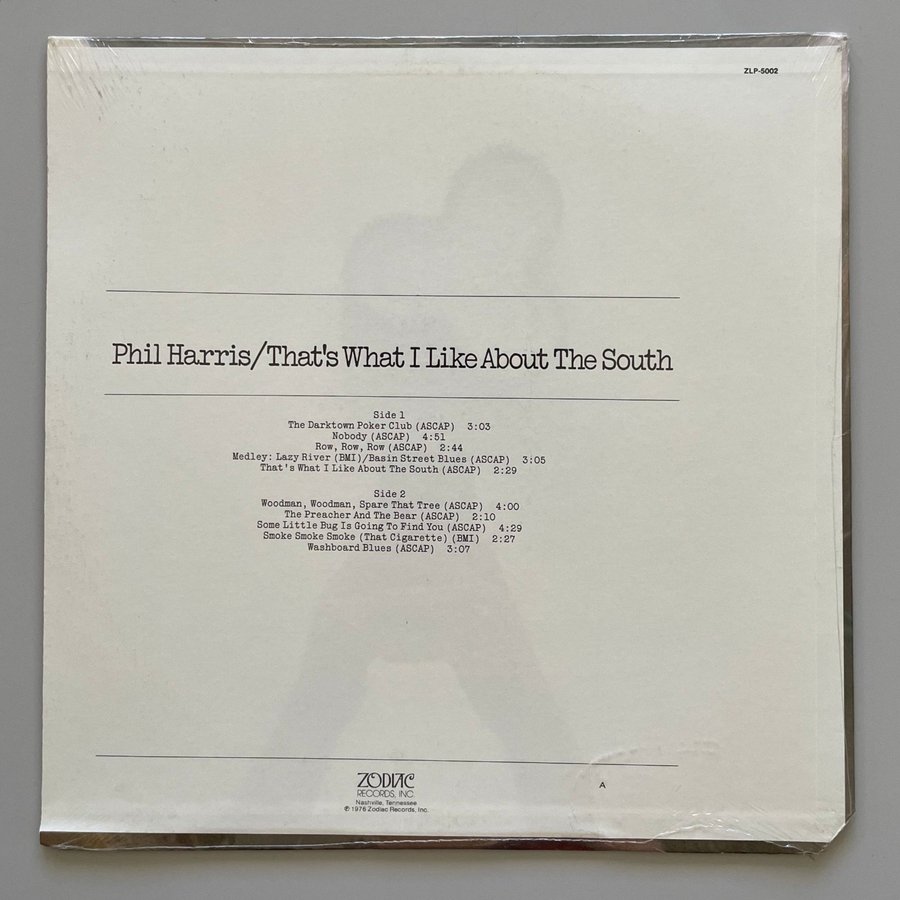 ZLP-5002
Phil Harris/That's What I Like About The South
Side 1
The Darktown Poker Club (ASCAP) 3:03
Nobody (ASCAP) 4:51
Row, Row, Row (ASCAP) 2:44
Medley: Lazy River (BMI)/Basin Street Blues (ASCAP) 3:05
That's What I Like About The South (ASCAP) 2:29
Side 2
Woodman, Woodman, Spare That Tree (ASCAP) 4:00
The Preacher And The Bear (ASCAP) 2:10
Some Little Bug Is Going To Find You (ASCAP) 4:29
Smoke Smoke Smoke (That Cigarette) (BMI) 2:27
Washboard Blues (ASCAP) 3:07
ZODIAC
RECORDS, INC.
Nashville, Tennessee
℗ 1976 Zodiac Records, Inc.
A